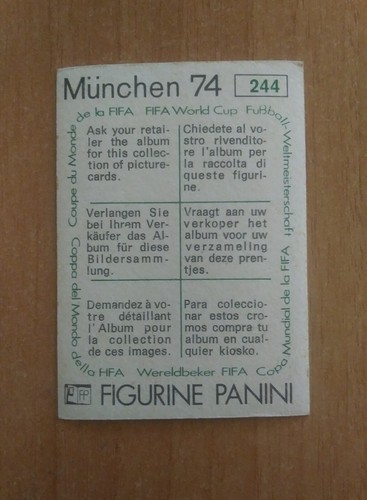 München 74 244
Coupe du Monde de la FIFA FIFA World Cup Fußball-Weltmeisterschaft
Ask your retai-
ler the album
for this collec-
tion of picture-
cards.
Chiedete al vo-
stro rivendito-
re l'album per
la raccolta di
queste figuri-
ne.
Verlangen Sie
bei Ihrem Ver-
käufer das Al-
bum für diese
Bildersamm-
lung.
Vraagt aan uw
verkoper het
album voor uw
verzameling
van deze pren-
tjes.
Demandez à vo-
tre détaillant
l'Album pour
la collection
de ces images.
Para coleccio-
nar estos cro-
mos compra tu
álbum en cual-
quier kiosko.
Coppa del Mondo della FIFA Wereldbeker FIFA Copa Mundial de la FIFA
FIGURINE PANINI